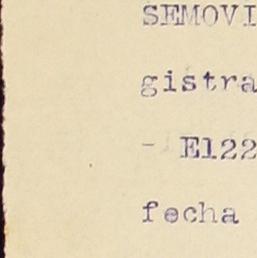 SEMOVI
gistra
- E122
fecha